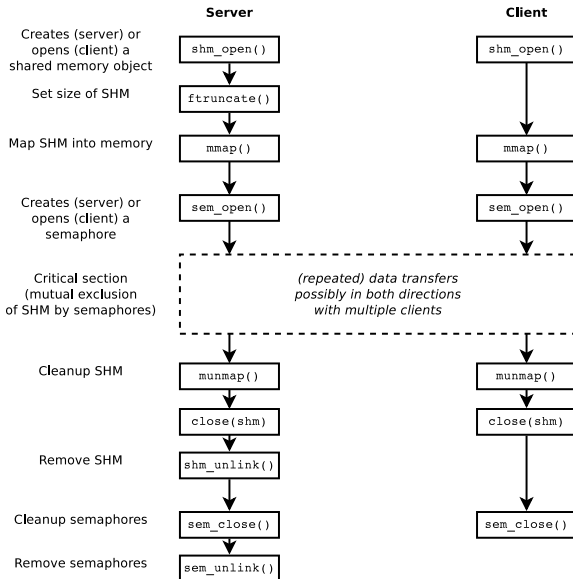 Server
Client
Creates (server) or
opens (client) a
shared memory object
shm_open()
shm_open()
Set size of SHM
ftruncate()
Map SHM into memory
mmap()
mmap()
Creates (server) or
opens (client) a
semaphore
sem_open()
sem_open()
Critical section
(mutual exclusion
of SHM by semaphores)
(repeated) data transfers
possibly in both directions
with multiple clients
Cleanup SHM
munmap()
munmap()
close(shm)
close(shm)
Remove SHM
shm_unlink()
Cleanup semaphores
sem_close()
sem_close()
Remove semaphores
sem_unlink()